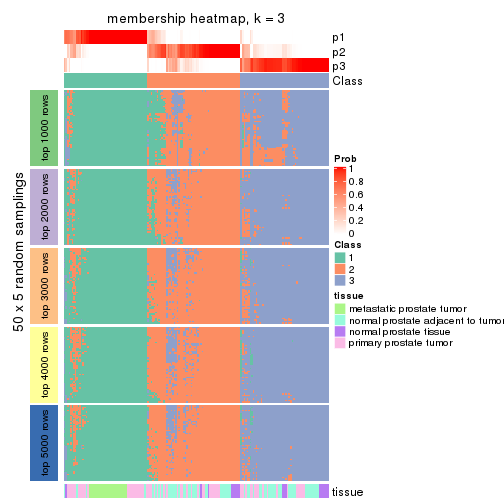 membership heatmap, k = 3
p1
p2
p3
Class
50 x 5 random samplings
top 1000 rows
top 2000 rows
top 3000 rows
top 4000 rows
top 5000 rows
Prob
1
0.8
0.6
0.4
0.2
0
Class
1
2
3
tissue
metastatic prostate tumor
normal prostate adjacent to tumor
normal prostate tissue
primary prostate tumor
tissue